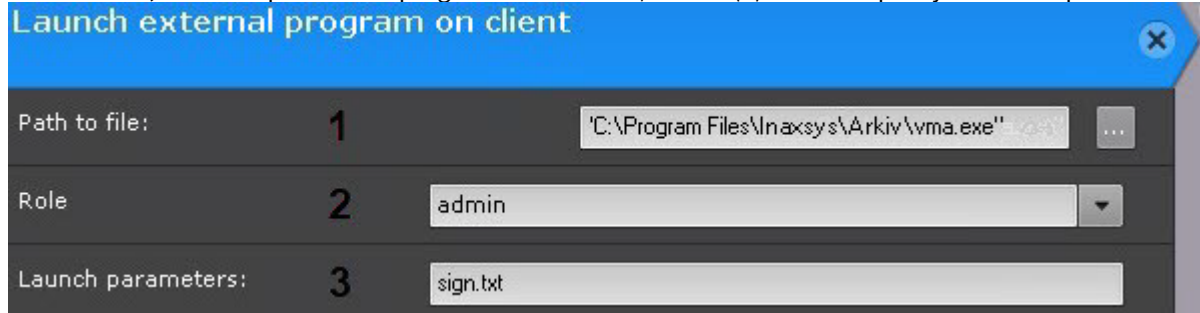 Launch external program on client
Path to file: 1 'C:\Program Files\Inaxsys\Arkiv\vma.exe" ...
Role 2 admin
Launch parameters: 3 sign.txt